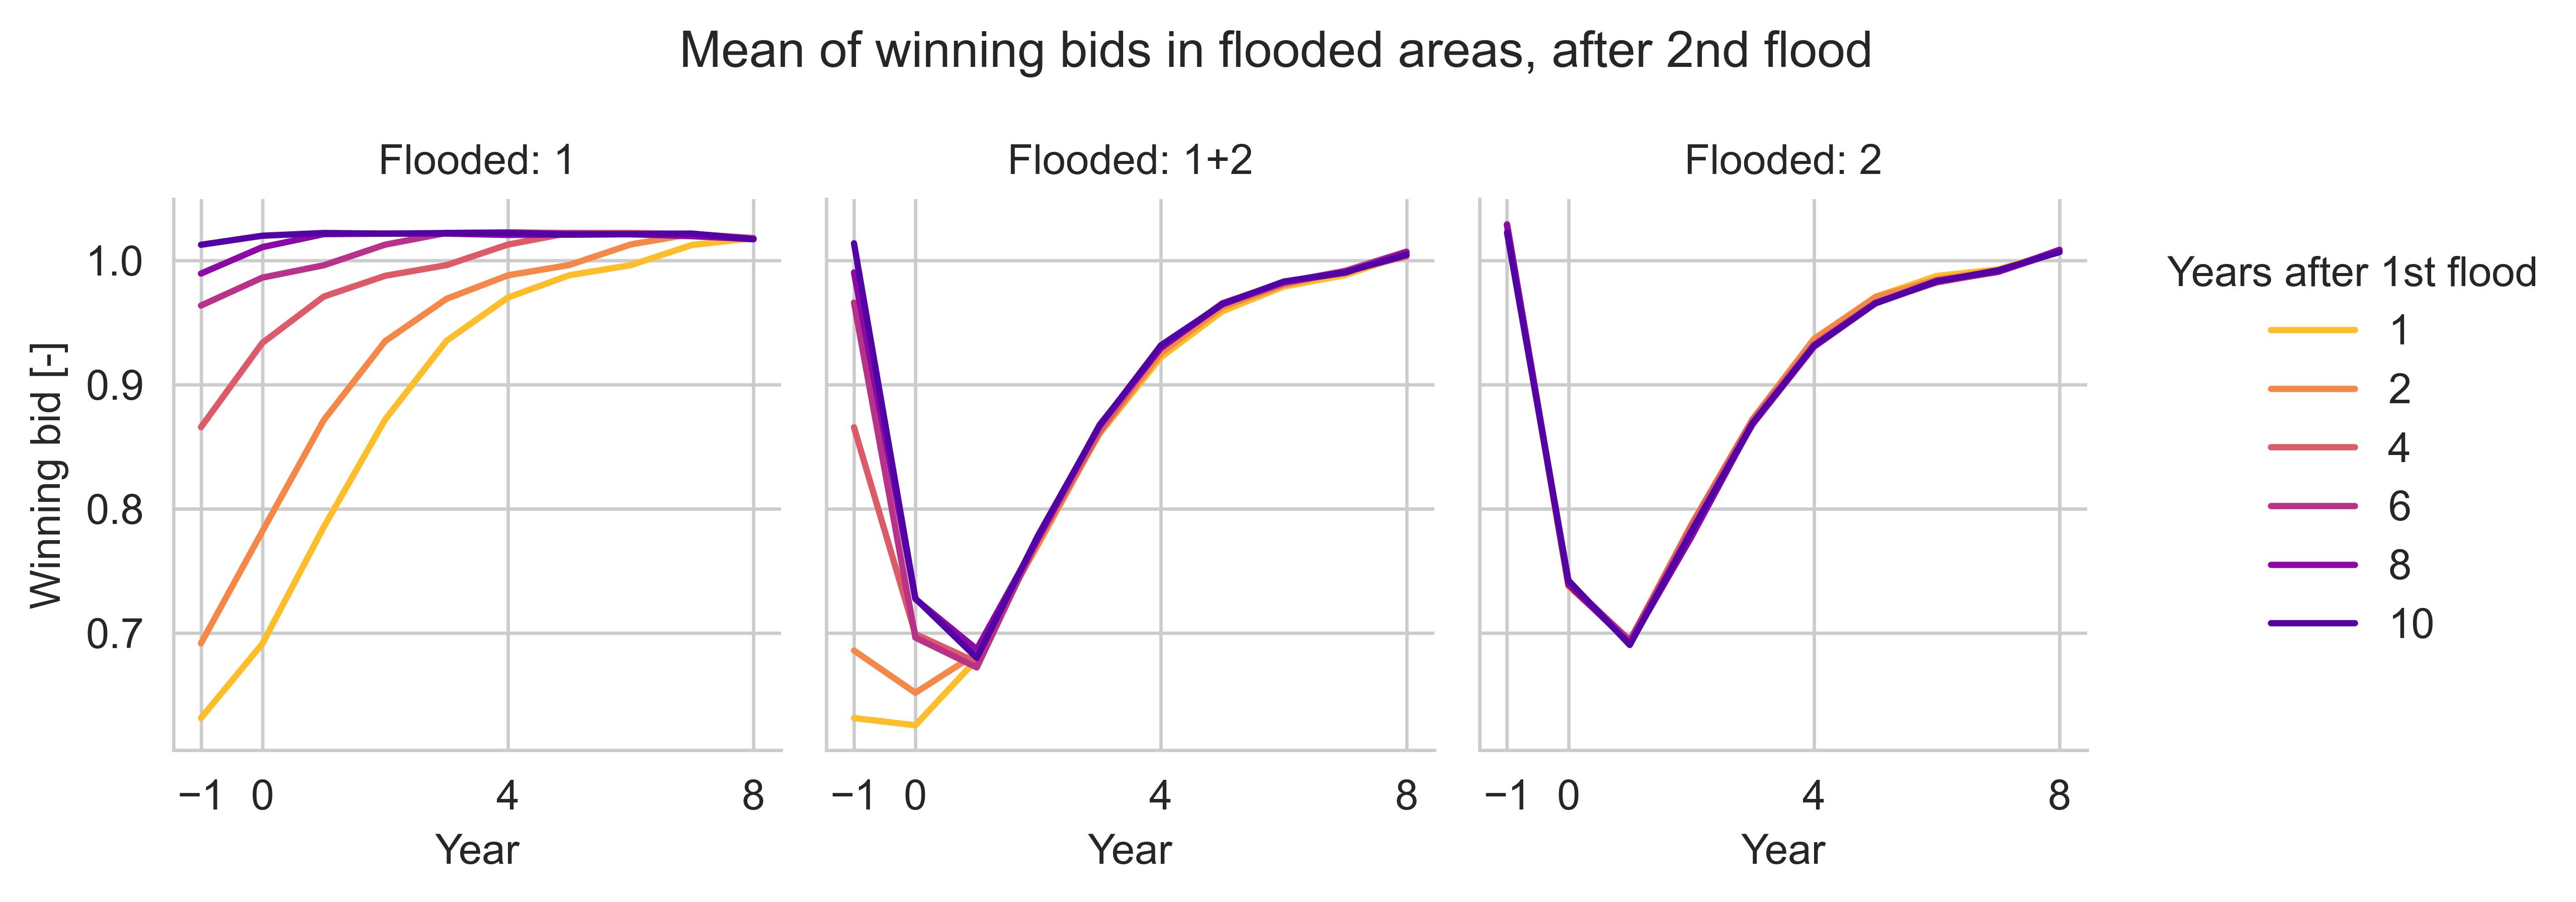 Mean of winning bids in flooded areas, after 2nd flood
Flooded: 1
Flooded: 1+2
Flooded: 2
Winning bid [-]
1.0
0.9
0.8
0.7
−1 0 4 8
−1 0 4 8
−1 0 4 8
Year
Year
Year
Years after 1st flood
1
2
4
6
8
10